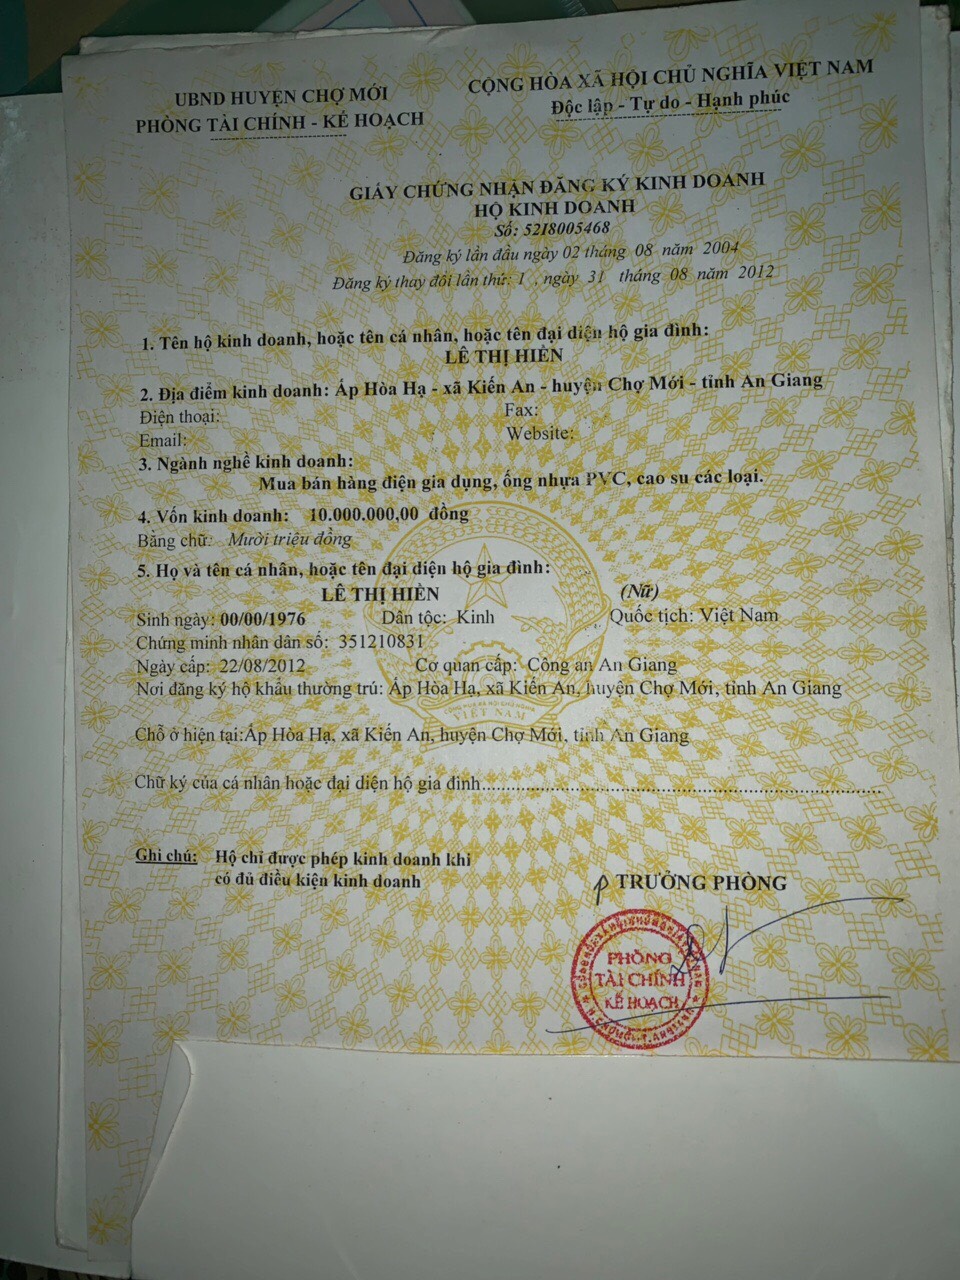 UBND HUYỆN CHỢ MỚI
PHÒNG TÀI CHÍNH - KẾ HOẠCH
CỘNG HÒA XÃ HỘI CHỦ NGHĨA VIỆT NAM
Độc lập - Tự do - Hạnh phúc
GIẤY CHỨNG NHẬN ĐĂNG KÝ KINH DOANH
HỘ KINH DOANH
Số: 52I8005468
Đăng ký lần đầu ngày 02 tháng 08 năm 2004
Đăng ký thay đổi lần thứ: 1 , ngày 31 tháng 08 năm 2012
1. Tên hộ kinh doanh, hoặc tên cá nhân, hoặc tên đại diện hộ gia đình:
LÊ THỊ HIỀN
2. Địa điểm kinh doanh: Ấp Hòa Hạ - xã Kiến An - huyện Chợ Mới - tỉnh An Giang
Điện thoại: Fax:
Email: Website:
3. Ngành nghề kinh doanh:
Mua bán hàng điện gia dụng, ống nhựa PVC, cao su các loại.
4. Vốn kinh doanh: 10.000.000,00 đồng
Bằng chữ: Mười triệu đồng
5. Họ và tên cá nhân, hoặc tên đại diện hộ gia đình:
LÊ THỊ HIỀN (Nữ)
Sinh ngày: 00/00/1976 Dân tộc: Kinh Quốc tịch: Việt Nam
Chứng minh nhân dân số: 351210831
Ngày cấp: 22/08/2012 Cơ quan cấp: Công an An Giang
Nơi đăng ký hộ khẩu thường trú: Ấp Hòa Hạ, xã Kiến An, huyện Chợ Mới, tỉnh An Giang
VIỆT NAM
Chỗ ở hiện tại:Ấp Hòa Hạ, xã Kiến An, huyện Chợ Mới, tỉnh An Giang
Chữ ký của cá nhân hoặc đại diện hộ gia đình
Ghi chú: Hộ chỉ được phép kinh doanh khi
có đủ điều kiện kinh doanh
P TRƯỞNG PHÒNG
PHÒNG
TÀI CHÍNH
KẾ HOẠCH